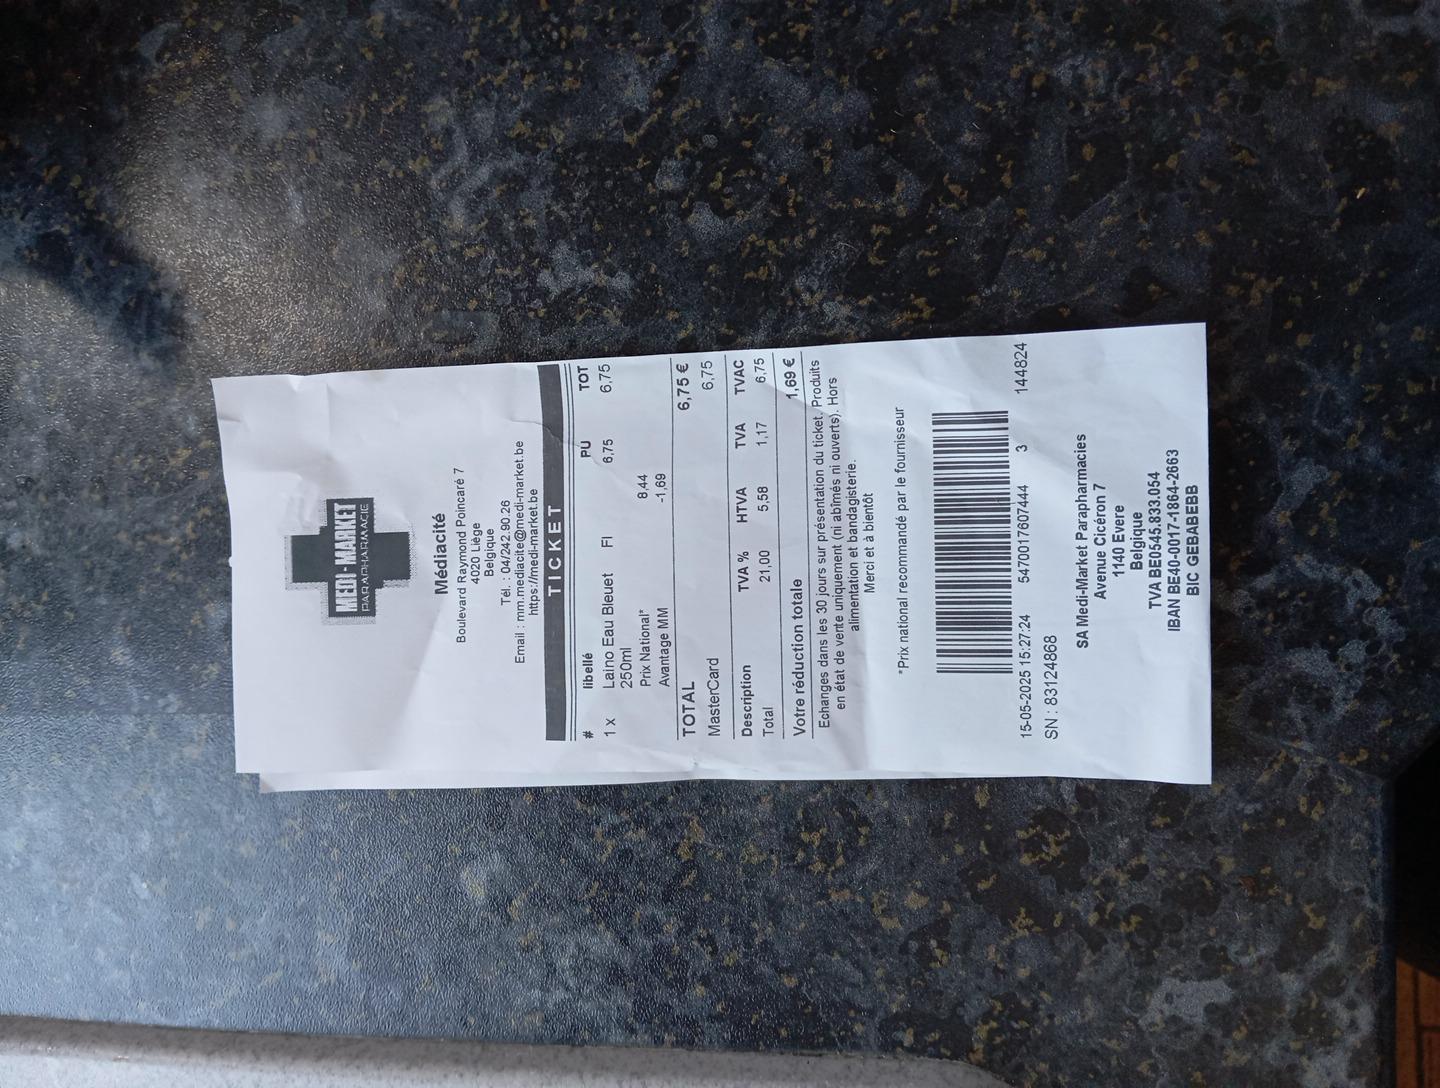 MEDI-MARKET
PARAPHARMACIE
Médiacité
Boulevard Raymond Poincaré 7
4020 Liège
Belgique
Tél. : 04/242.90.26
Email : mm.mediacite@medi-market.be
https://medi-market.be
TICKET
# libellé PU TOT
1 x Laino Eau Bleuet Fl 6,75 6,75
250ml
Prix National* 8,44
Avantage MM -1,69
TOTAL 6,75 €
MasterCard 6,75
Description TVA % HTVA TVA TVAC
Total 21,00 5,58 1,17 6,75
Votre réduction totale 1,69 €
Echanges dans les 30 jours sur présentation du ticket. Produits
en état de vente uniquement (ni abîmés ni ouverts). Hors
alimentation et bandagisterie.
Merci et à bientôt
*Prix national recommandé par le fournisseur
15-05-2025 15:27:24 5470017607444 3 144824
SN : 83124868
SA Medi-Market Parapharmacies
Avenue Cicéron 7
1140 Evere
Belgique
TVA BE0545.833.054
IBAN BE40-0017-1864-2663
BIC GEBABEBB